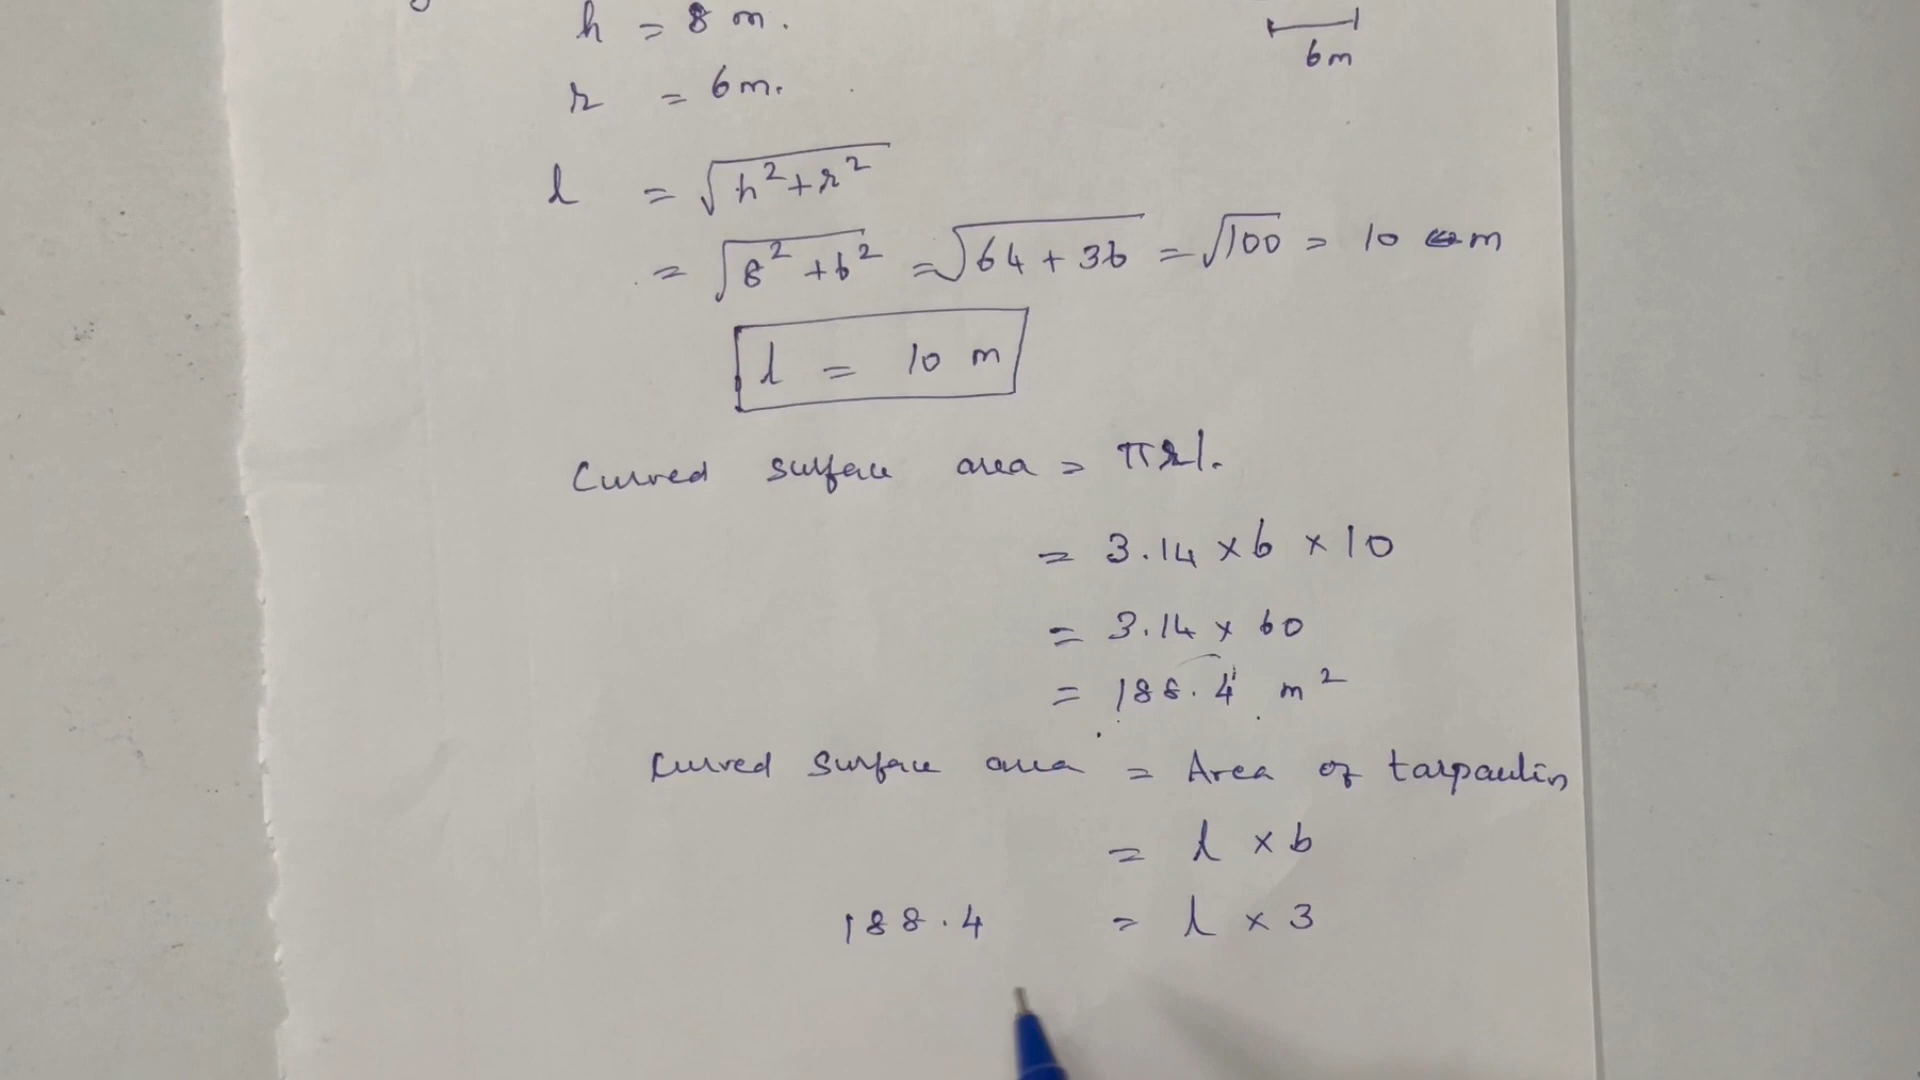 h = 8 m.
6m
r = 6m.
l = √h²+r²
= √8²+6² = √64+36 = √100 = 10 m
l = 10 m
Curved surface area = πrl.
= 3.14 × 6 × 10
= 3.14 × 60
= 188.4 m²
Curved Surface area = Area of tarpaulin
= l × b
188.4 = l × 3